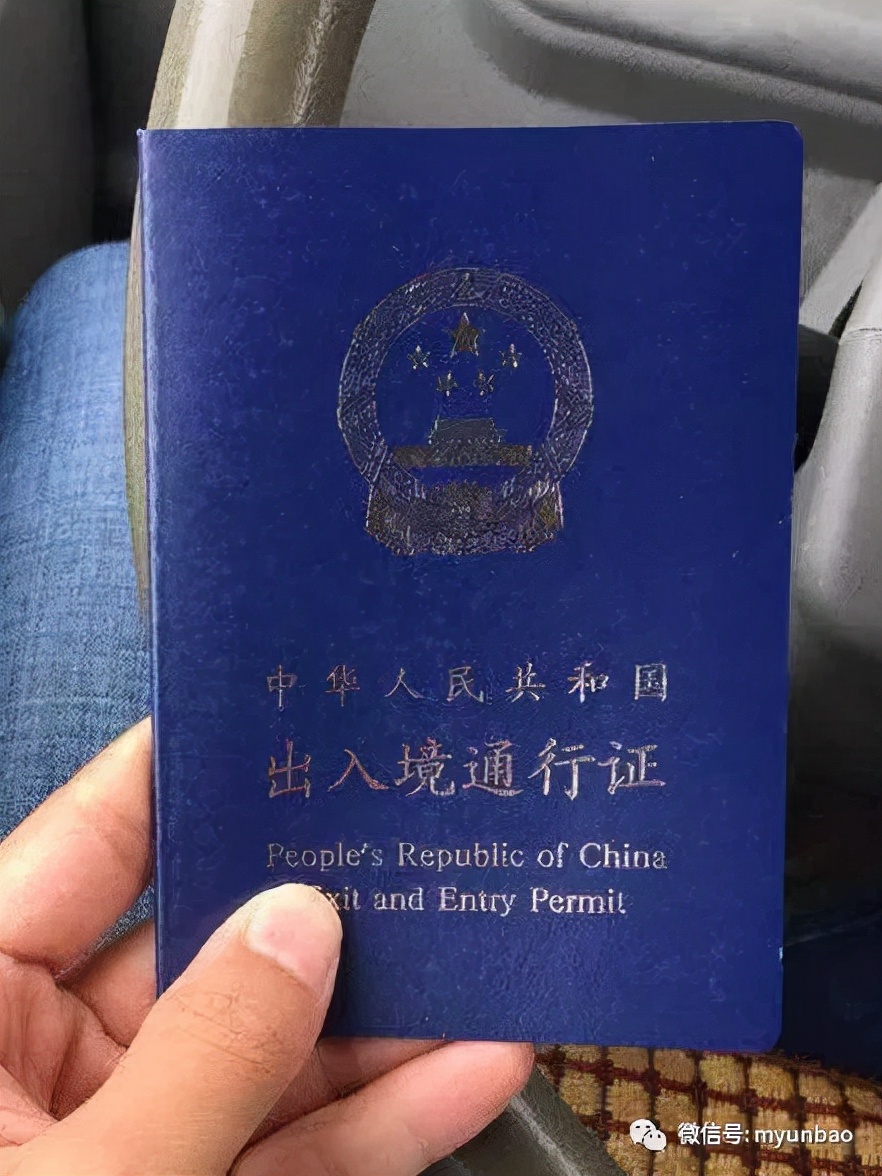 中华人民共和国
出入境通行证
People's Republic of China
Exit and Entry Permit
微信号: myunbao